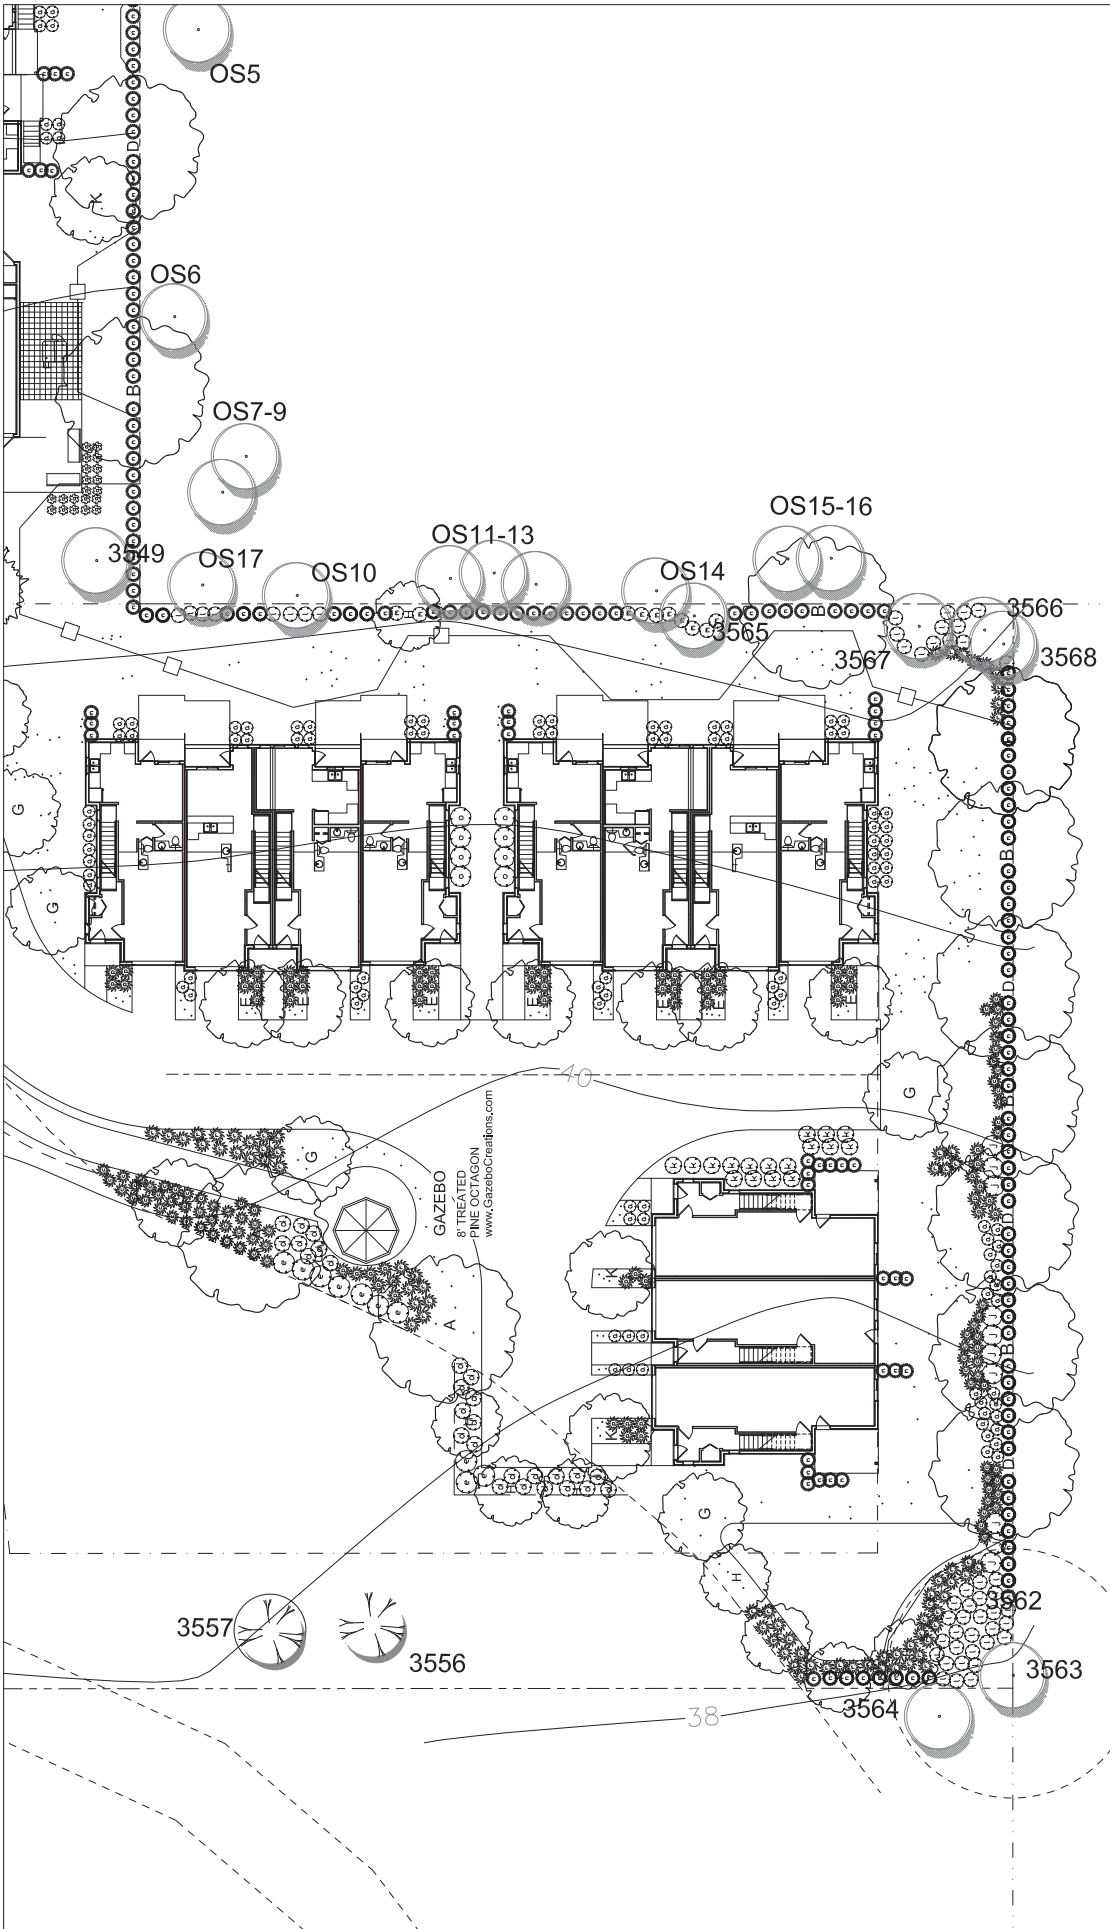 OS5
D
K
OS6
B
OS7-9
OS15-16
OS11-13
3549
OS17
OS10
OS14
H
B
3566
3565
3567
3568
G
B
G
D
E
E
E
E
E
E
E
40
G
B
G
GAZEBO
8' TREATED
PINE OCTAGON
www.GazeboCreations.com
D
K
A
B
K
D
G
H
3557
3556
3562
3563
3564
38